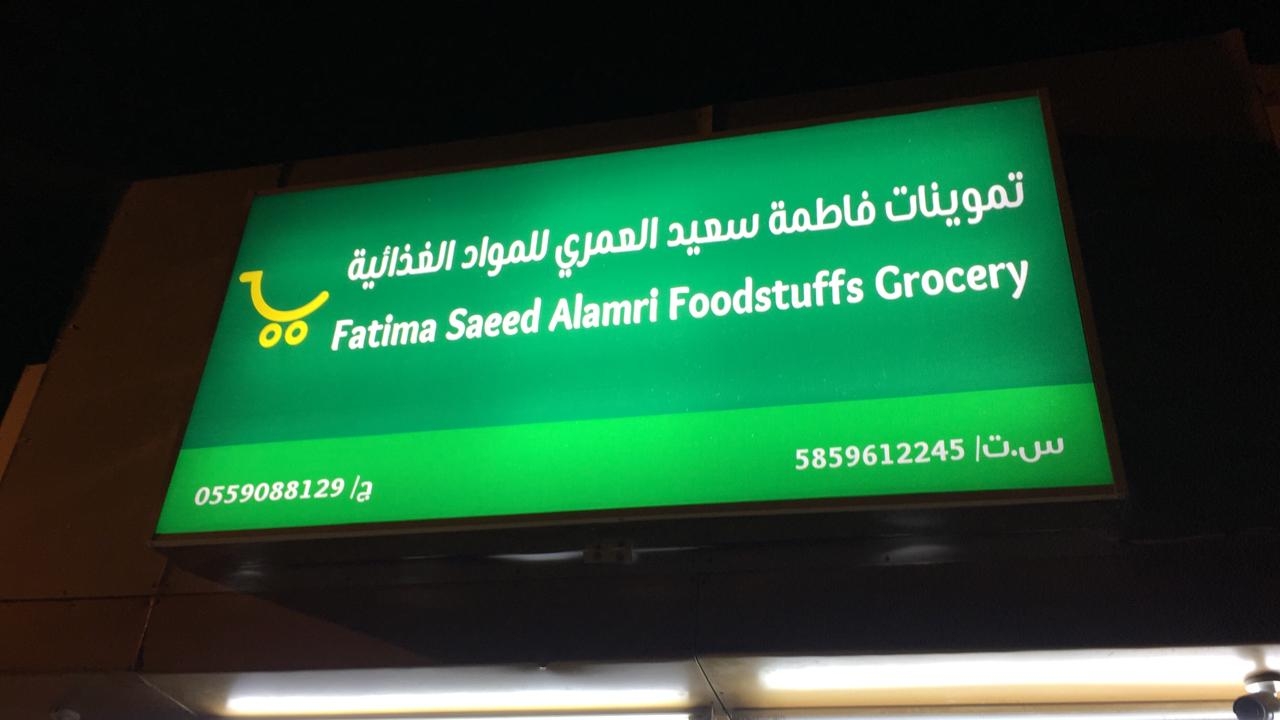 تموينات فاطمة سعيد العمري للمواد الغذائية
Fatima Saeed Alamri Foodstuffs Grocery
س.ت/ 5859612245
ج/ 0559088129